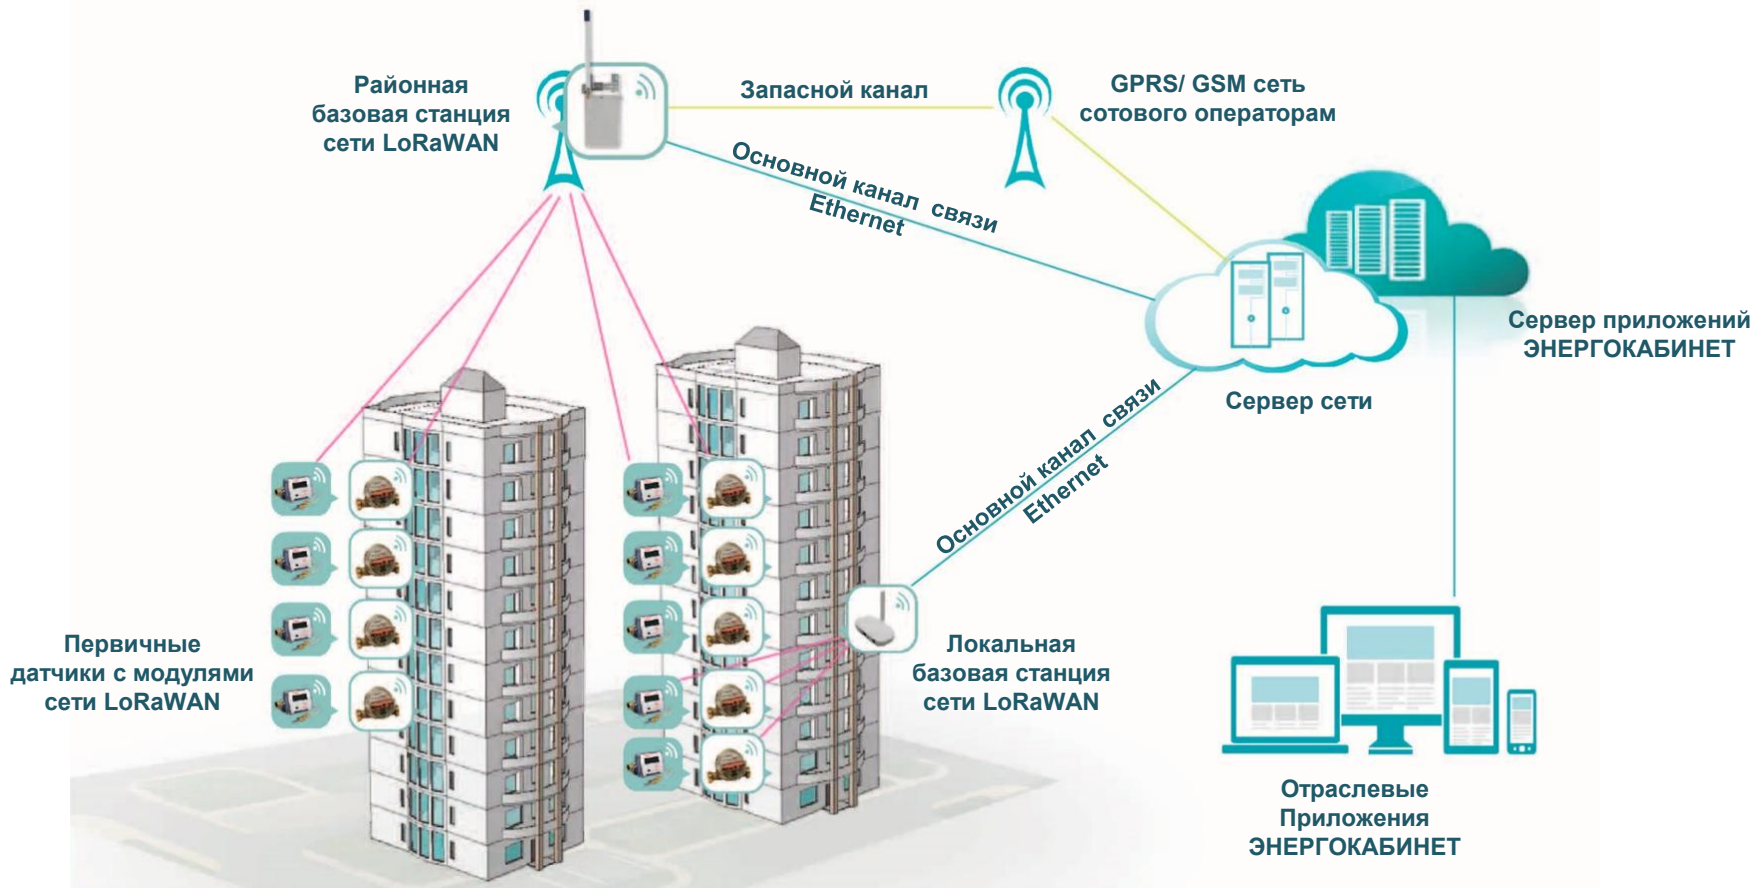 Районная
базовая станция
сети LoRaWAN
Запасной канал
GPRS/ GSM сеть
сотового операторам
Основной канал связи
Ethernet
Сервер приложений
ЭНЕРГОКАБИНЕТ
Сервер сети
Основной канал связи
Ethernet
Первичные
датчики с модулями
сети LoRaWAN
Локальная
базовая станция
сети LoRaWAN
Отраслевые
Приложения
ЭНЕРГОКАБИНЕТ